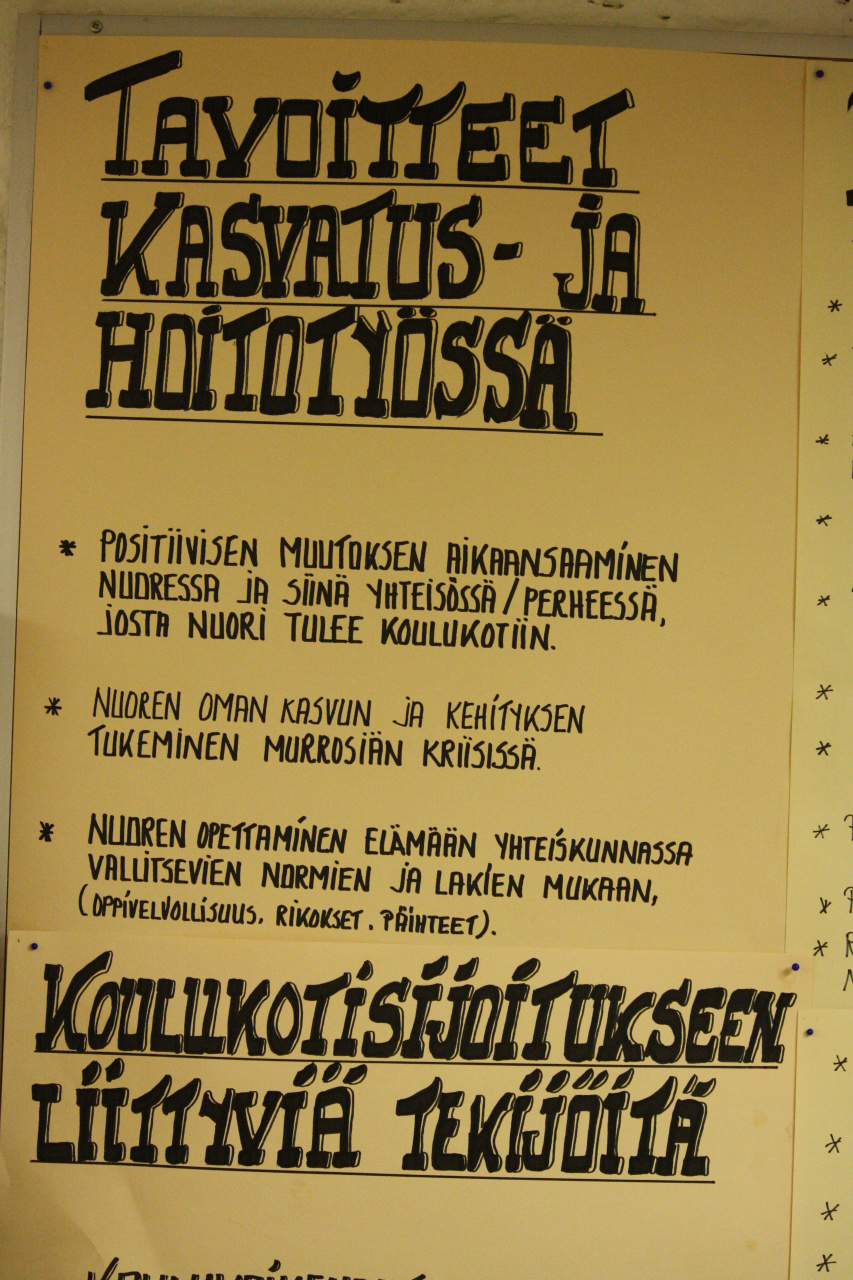 TAVOITTEET
KASVATUS- JA
HOITOTYÖSSÄ
* POSITIIVISEN MUUTOKSEN AIKAANSAAMINEN
NUORESSA JA SIINÄ YHTEISÖSSÄ / PERHEESSÄ,
JOSTA NUORI TULEE KOULUKOTIIN.
* NUOREN OMAN KASVUN JA KEHITYKSEN
TUKEMINEN MURROSIÄN KRIISISSÄ.
* NUOREN OPETTAMINEN ELÄMÄÄN YHTEISKUNNASSA
VALLITSEVIEN NORMIEN JA LAKIEN MUKAAN,
(OPPIVELVOLLISUUS, RIKOKSET, PÄIHTEET).
KOULUKOTISIJOITUKSEEN
LIITTYVIÄ TEKIJÖITÄ